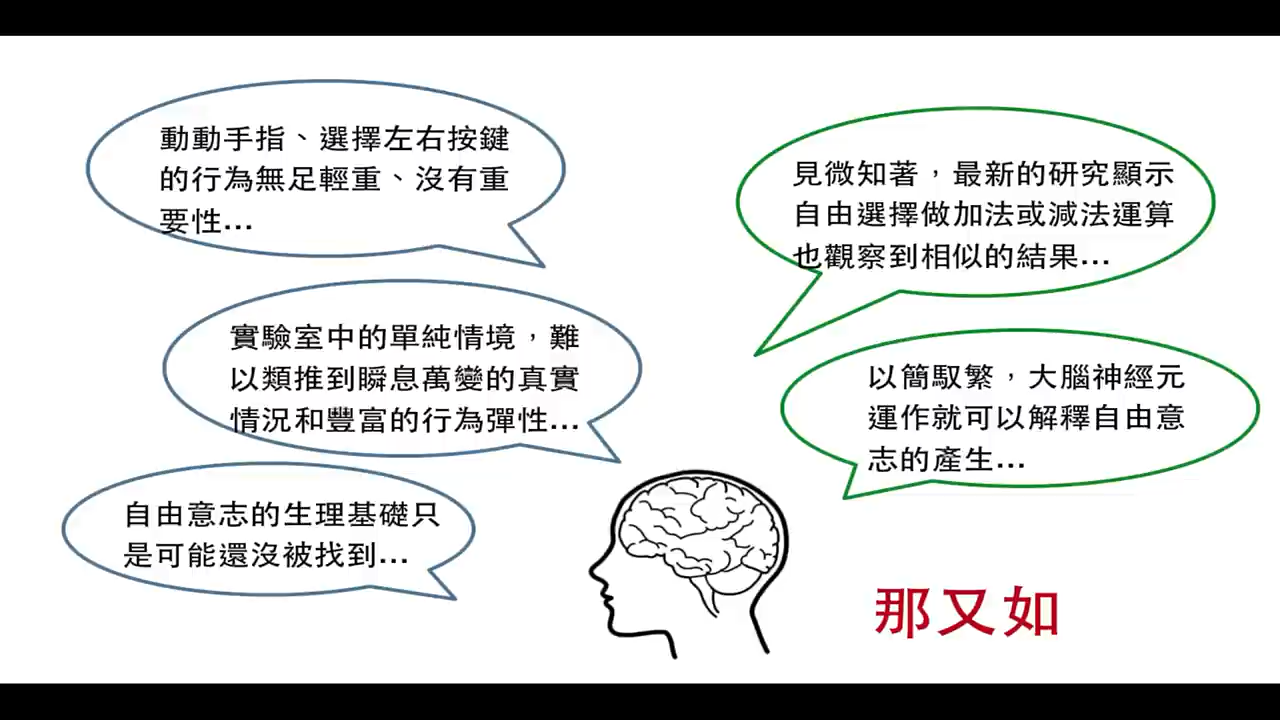 動動手指、選擇左右按鍵
的行為無足輕重、沒有重
要性...
實驗室中的單純情境，難
以類推到瞬息萬變的真實
情況和豐富的行為彈性...
自由意志的生理基礎只
是可能還沒被找到...
見微知著，最新的研究顯示
自由選擇做加法或減法運算
也觀察到相似的結果...
以簡馭繁，大腦神經元
運作就可以解釋自由意
志的產生...
那又如